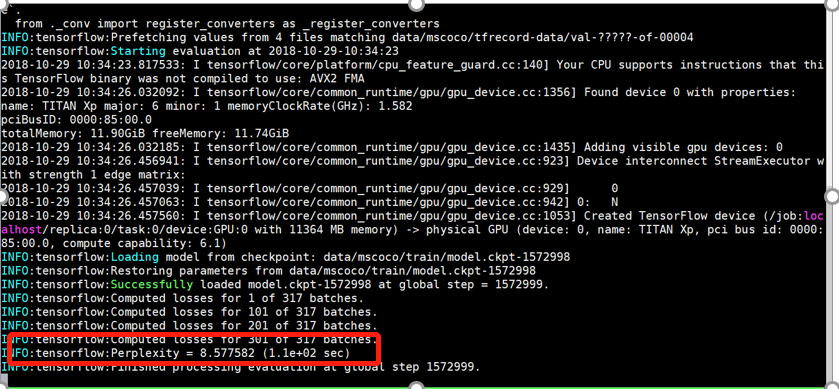 e`.
  from ._conv import register_converters as _register_converters
INFO:tensorflow:Prefetching values from 4 files matching data/mscoco/tfrecord-data/val-?????-of-00004
INFO:tensorflow:Starting evaluation at 2018-10-29-10:34:23
2018-10-29 10:34:23.817533: I tensorflow/core/platform/cpu_feature_guard.cc:140] Your CPU supports instructions that thi
s TensorFlow binary was not compiled to use: AVX2 FMA
2018-10-29 10:34:26.032092: I tensorflow/core/common_runtime/gpu/gpu_device.cc:1356] Found device 0 with properties:
name: TITAN Xp major: 6 minor: 1 memoryClockRate(GHz): 1.582
pciBusID: 0000:85:00.0
totalMemory: 11.90GiB freeMemory: 11.74GiB
2018-10-29 10:34:26.032185: I tensorflow/core/common_runtime/gpu/gpu_device.cc:1435] Adding visible gpu devices: 0
2018-10-29 10:34:26.456941: I tensorflow/core/common_runtime/gpu/gpu_device.cc:923] Device interconnect StreamExecutor w
ith strength 1 edge matrix:
2018-10-29 10:34:26.457039: I tensorflow/core/common_runtime/gpu/gpu_device.cc:929]      0
2018-10-29 10:34:26.457063: I tensorflow/core/common_runtime/gpu/gpu_device.cc:942] 0:   N
2018-10-29 10:34:26.457560: I tensorflow/core/common_runtime/gpu/gpu_device.cc:1053] Created TensorFlow device (/job:loc
alhost/replica:0/task:0/device:GPU:0 with 11364 MB memory) -> physical GPU (device: 0, name: TITAN Xp, pci bus id: 0000:
85:00.0, compute capability: 6.1)
INFO:tensorflow:Loading model from checkpoint: data/mscoco/train/model.ckpt-1572998
INFO:tensorflow:Restoring parameters from data/mscoco/train/model.ckpt-1572998
INFO:tensorflow:Successfully loaded model.ckpt-1572998 at global step = 1572999.
INFO:tensorflow:Computed losses for 1 of 317 batches.
INFO:tensorflow:Computed losses for 101 of 317 batches.
INFO:tensorflow:Computed losses for 201 of 317 batches.
INFO:tensorflow:Computed losses for 301 of 317 batches.
INFO:tensorflow:Perplexity = 8.577582 (1.1e+02 sec)
INFO:tensorflow:Finished processing evaluation at global step 1572999.